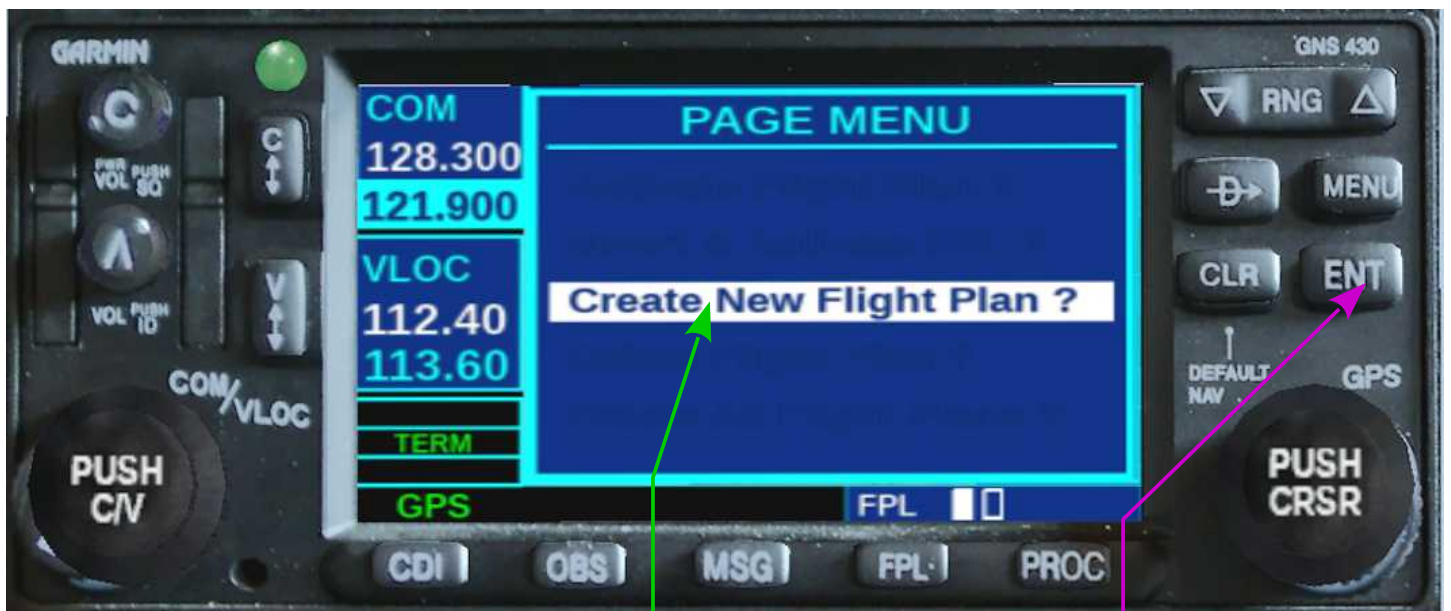 GARMIN
GNS 430
C
PWR PUSH
VOL SQ
C
V
VOL PUSH
ID
COM/VLOC
PUSH
C/V
COM
128.300
121.900
VLOC
112.40
113.60
TERM
GPS
PAGE MENU
Create New Flight Plan ?
FPL
RNG
D
MENU
CLR
ENT
DEFAULT
NAV
GPS
PUSH
CRSR
CDI
OBS
MSG
FPL
PROC